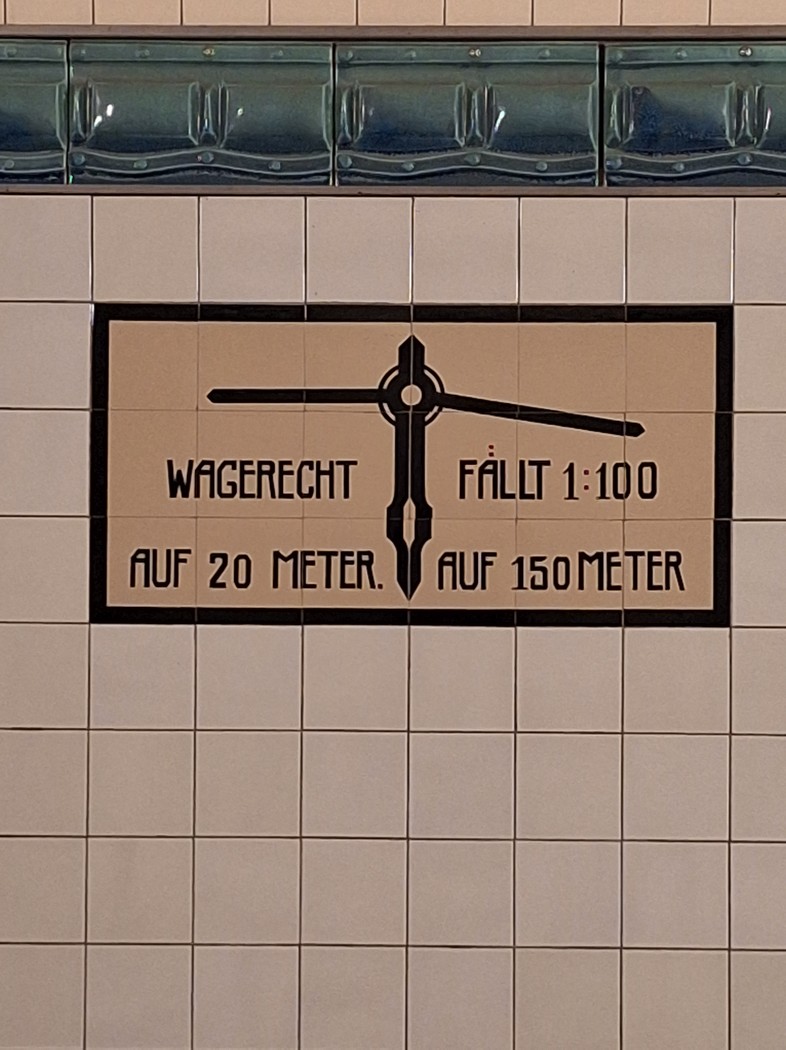 WAGERECHT
AUF 20 METER.
FÄLLT 1:100
AUF 150 METER